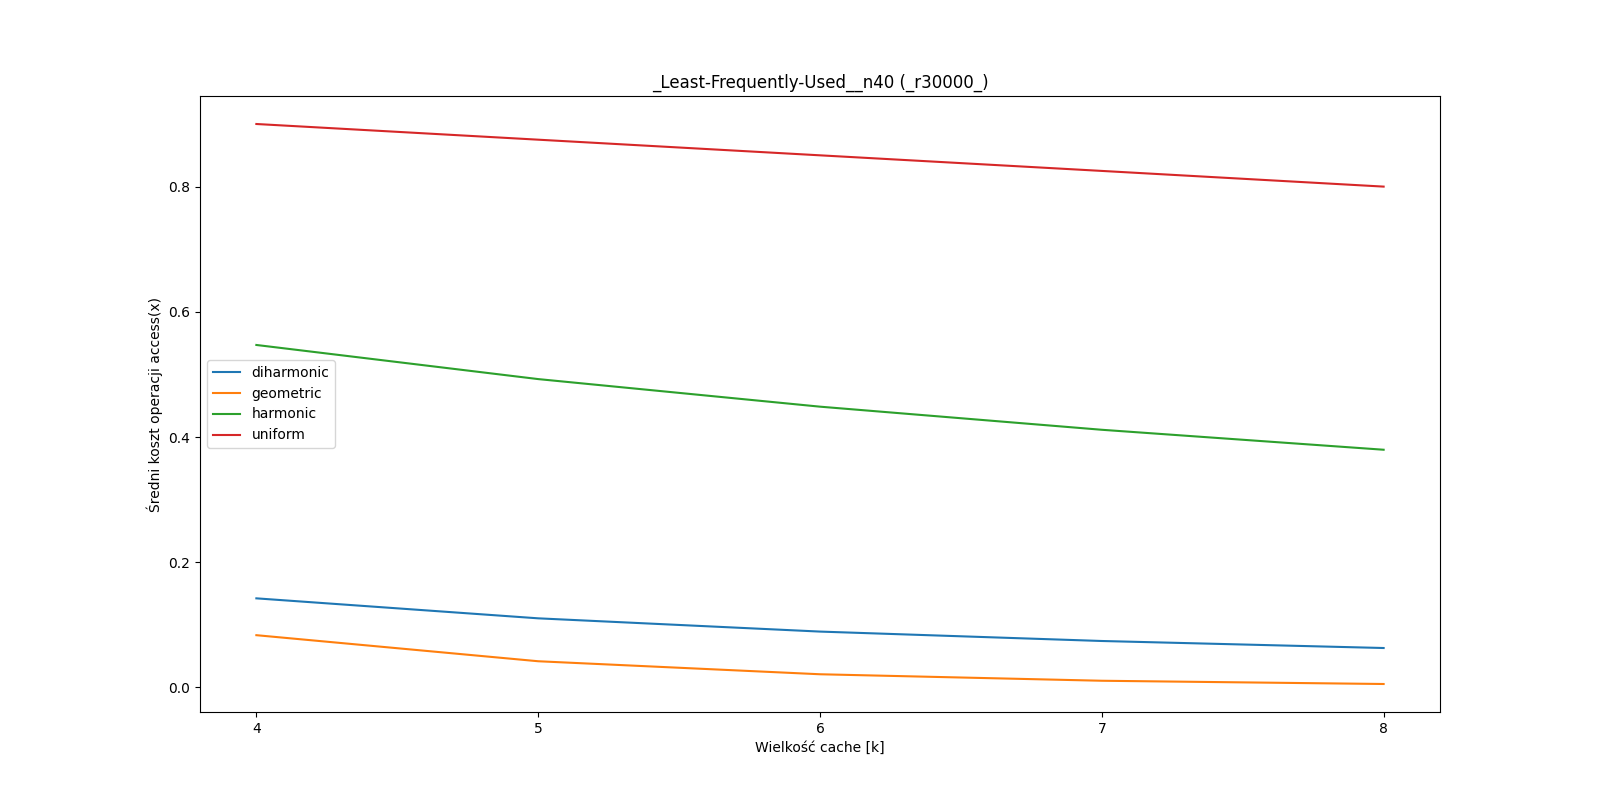 _Least-Frequently-Used__n40 (_r30000_)
Średni koszt operacji access(x)
0.8
0.6
0.4
0.2
0.0
diharmonic
geometric
harmonic
uniform
4 5 6 7 8
Wielkość cache [k]